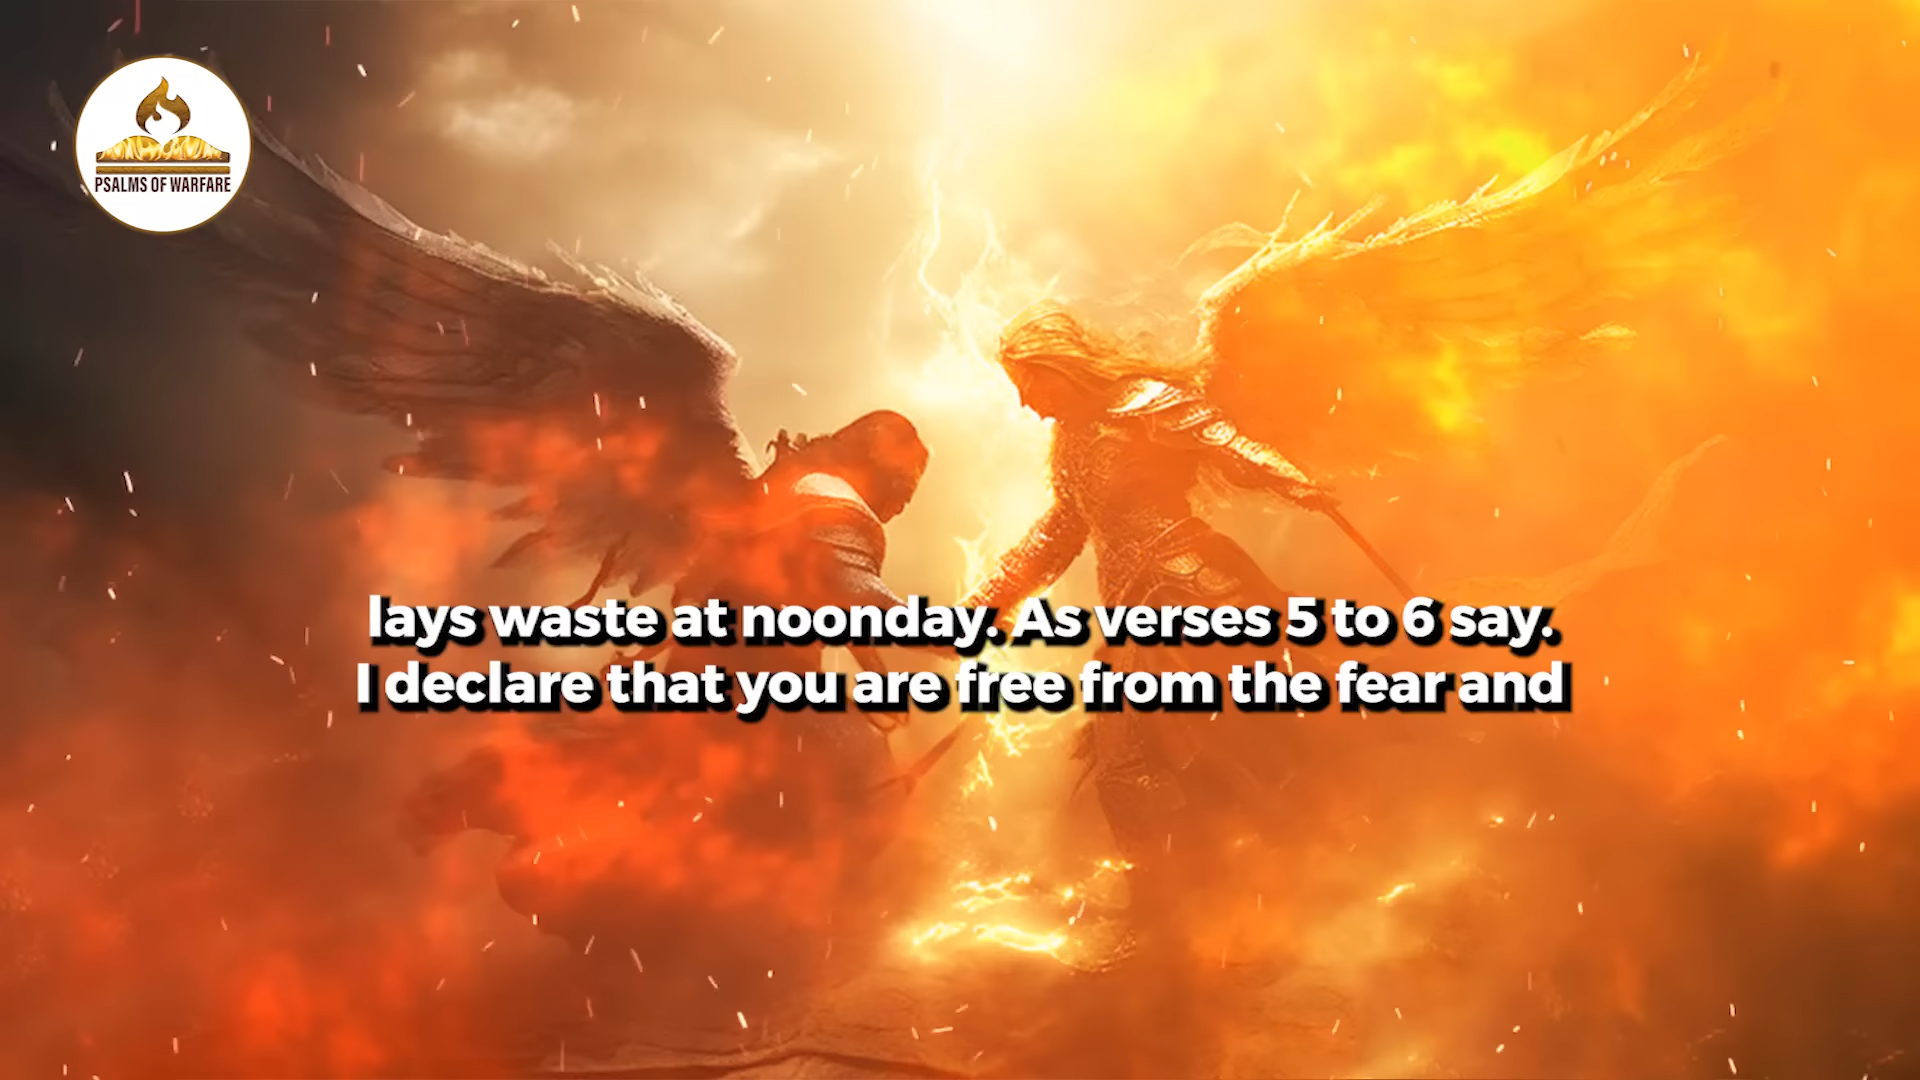 PSALMS OF WARFARE
lays waste at noonday. As verses 5 to 6 say.
I declare that you are free from the fear and